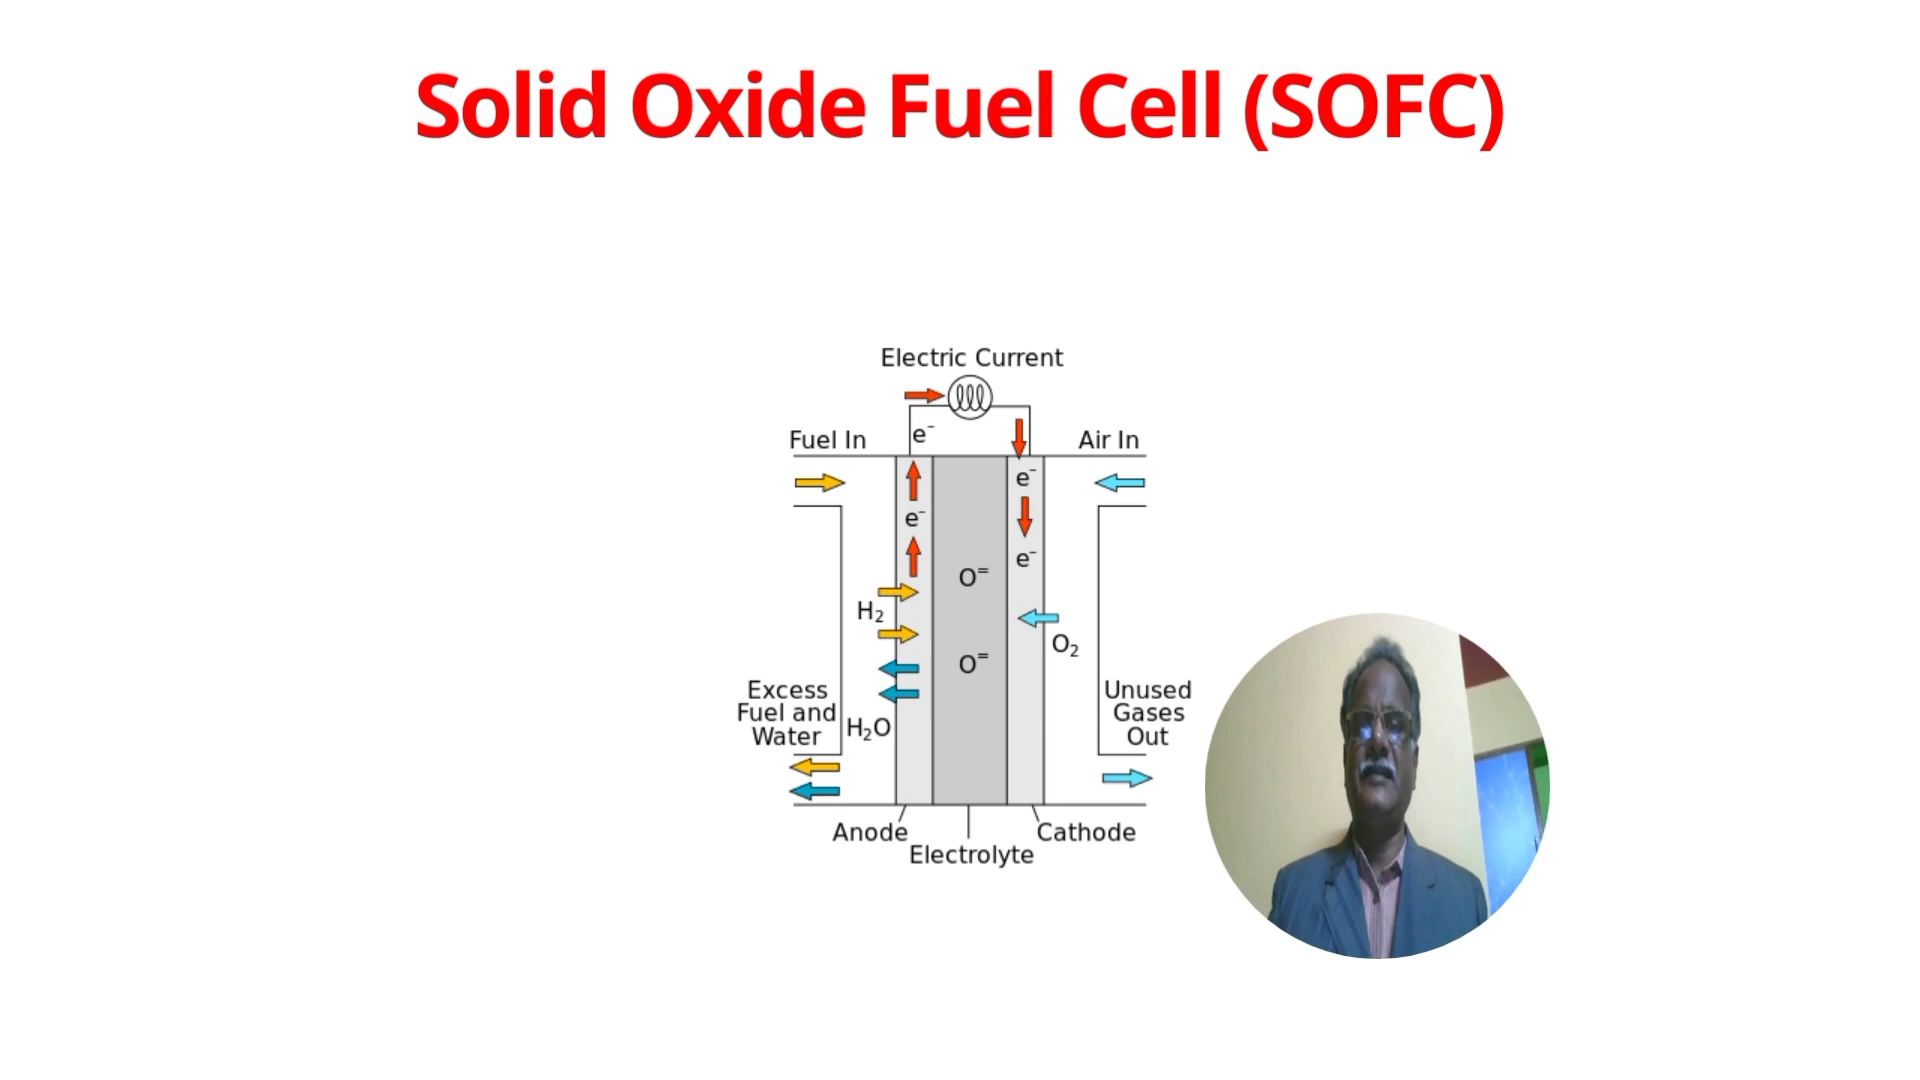 Solid Oxide Fuel Cell (SOFC)
Electric Current
Fuel In
e⁻
Air In
e⁻
e⁻
e⁻
O⁼
H₂
O₂
O⁼
Excess
Fuel and
Water
H₂O
Unused
Gases
Out
Anode
Cathode
Electrolyte